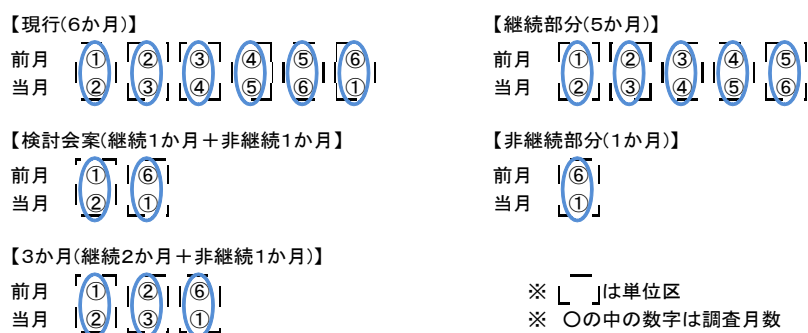 【現行(6か月)】
前月 ① ② ③ ④ ⑤ ⑥
当月 ② ③ ④ ⑤ ⑥ ①
【継続部分(5か月)】
前月 ① ② ③ ④ ⑤
当月 ② ③ ④ ⑤ ⑥
【検討会案(継続1か月＋非継続1か月】
前月 ① ⑥
当月 ② ①
【非継続部分(1か月)】
前月 ⑥
当月 ①
【3か月(継続2か月＋非継続1か月)】
前月 ① ② ⑥
当月 ② ③ ①
※ は単位区
※ ○の中の数字は調査月数